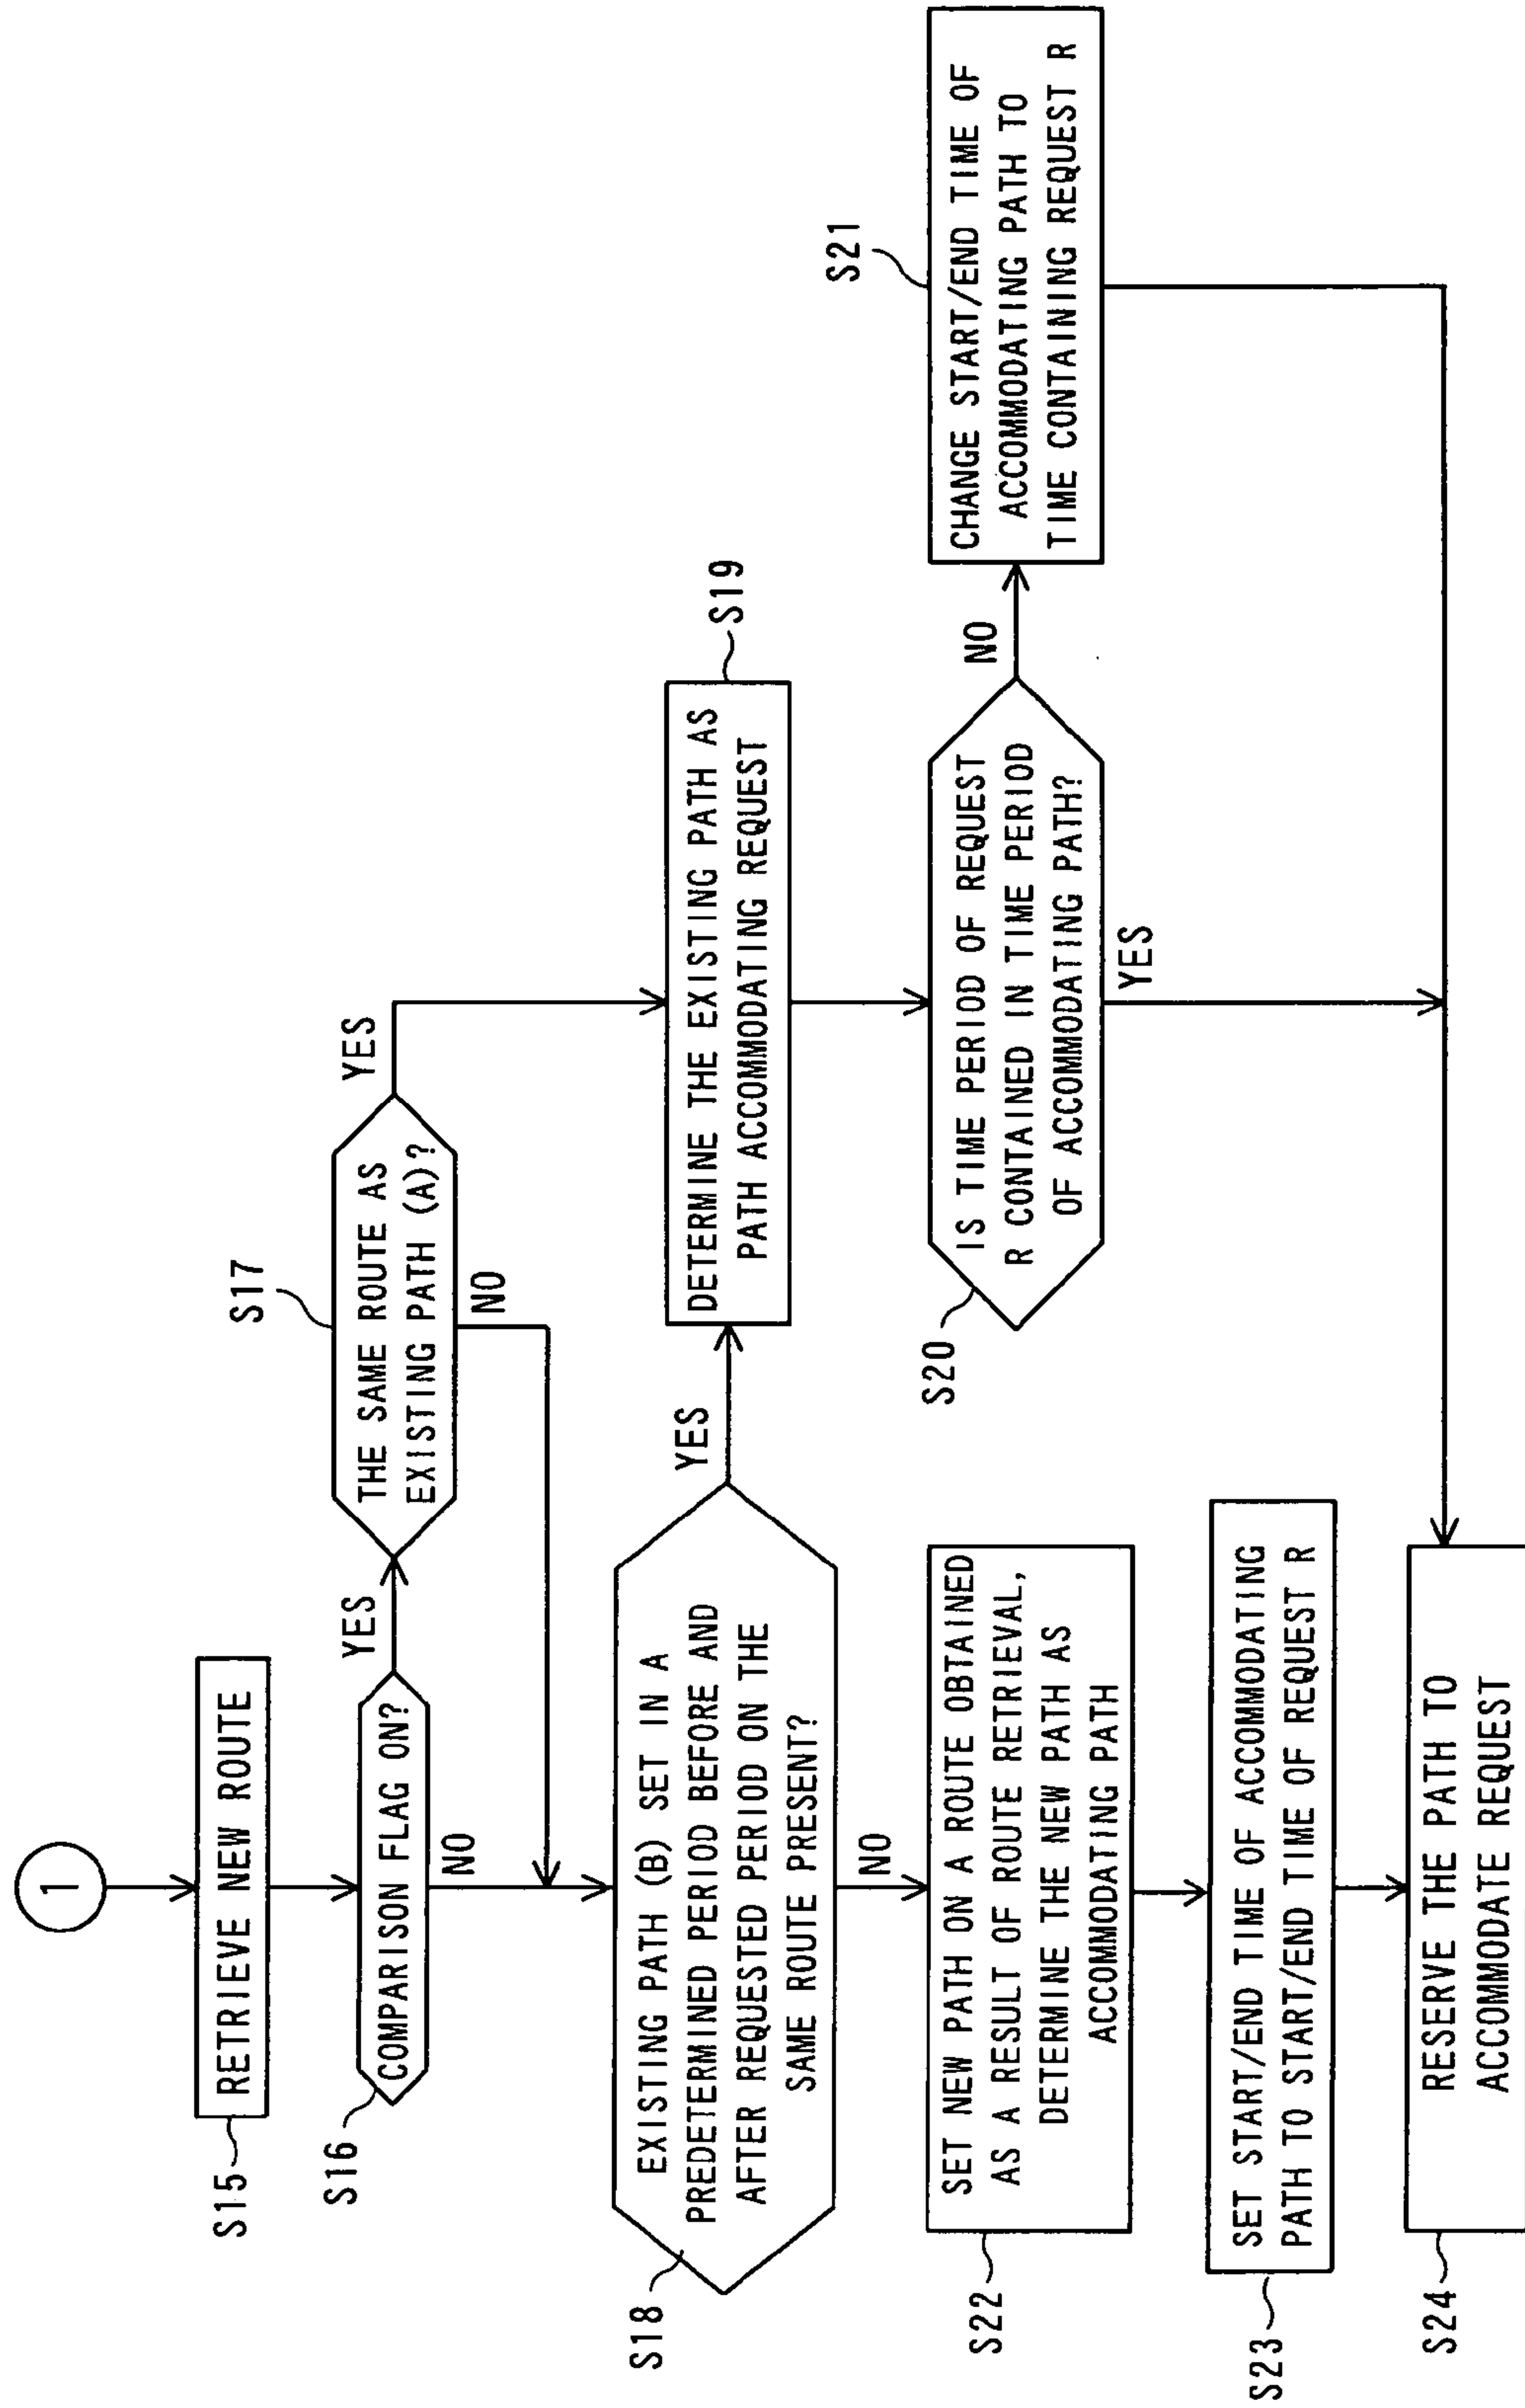 1
S15
RETRIEVE NEW ROUTE
S16
COMPARISON FLAG ON?
YES
NO
S17
THE SAME ROUTE AS
EXISTING PATH (A)?
YES
NO
S18
EXISTING PATH (B) SET IN A
PREDETERMINED PERIOD BEFORE AND
AFTER REQUESTED PERIOD ON THE
SAME ROUTE PRESENT?
YES
NO
S19
DETERMINE THE EXISTING PATH AS
PATH ACCOMMODATING REQUEST
S20
IS TIME PERIOD OF REQUEST
R CONTAINED IN TIME PERIOD
OF ACCOMMODATING PATH?
NO
YES
S21
CHANGE START/END TIME OF
ACCOMMODATING PATH TO
TIME CONTAINING REQUEST R
S22
SET NEW PATH ON A ROUTE OBTAINED
AS A RESULT OF ROUTE RETRIEVAL,
DETERMINE THE NEW PATH AS
ACCOMMODATING PATH
S23
SET START/END TIME OF ACCOMMODATING
PATH TO START/END TIME OF REQUEST R
S24
RESERVE THE PATH TO
ACCOMMODATE REQUEST